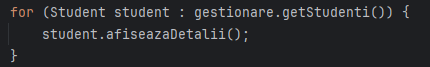 for (Student student : gestionare.getStudenti()) {
    student.afiseazaDetalii();
}